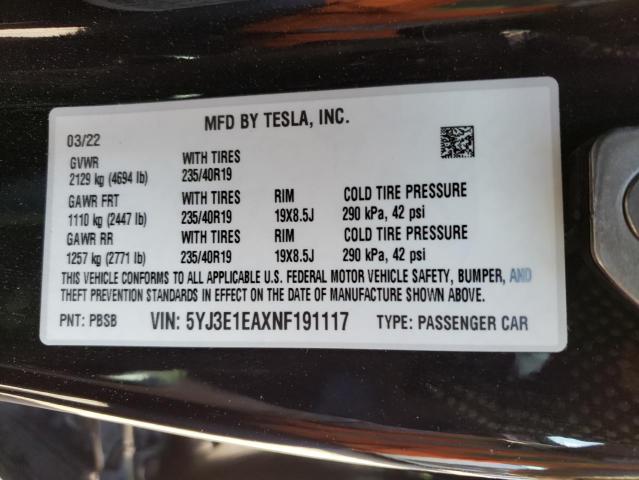 MFD BY TESLA, INC.
03/22
GVWR WITH TIRES
2129 kg (4694 lb) 235/40R19
GAWR FRT WITH TIRES RIM COLD TIRE PRESSURE
1110 kg (2447 lb) 235/40R19 19X8.5J 290 kPa, 42 psi
GAWR RR WITH TIRES RIM COLD TIRE PRESSURE
1257 kg (2771 lb) 235/40R19 19X8.5J 290 kPa, 42 psi
THIS VEHICLE CONFORMS TO ALL APPLICABLE U.S. FEDERAL MOTOR VEHICLE SAFETY, BUMPER, AND
THEFT PREVENTION STANDARDS IN EFFECT ON THE DATE OF MANUFACTURE SHOWN ABOVE.
PNT: PBSB VIN: 5YJ3E1EAXNF191117 TYPE: PASSENGER CAR